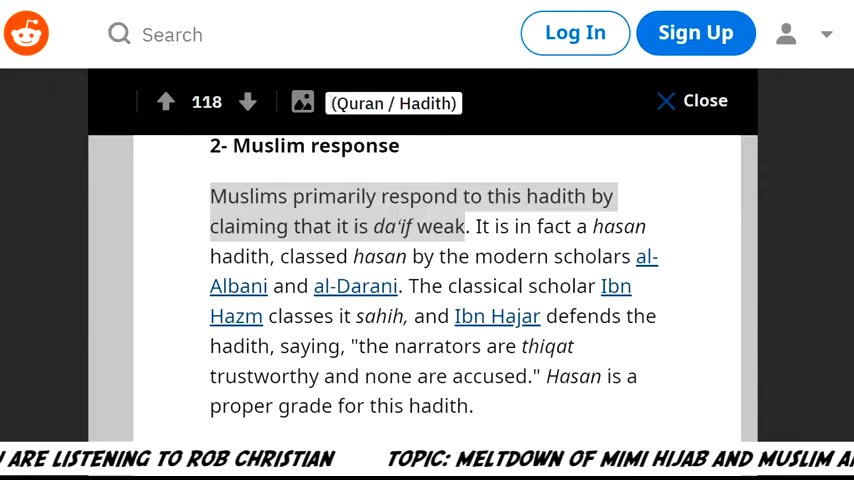 Search
Log In
Sign Up
118
(Quran / Hadith)
Close
2- Muslim response
Muslims primarily respond to this hadith by
claiming that it is daʻif weak. It is in fact a hasan
hadith, classed hasan by the modern scholars al-
Albani and al-Darani. The classical scholar Ibn
Hazm classes it sahih, and Ibn Hajar defends the
hadith, saying, "the narrators are thiqat
trustworthy and none are accused." Hasan is a
proper grade for this hadith.
ARE LISTENING TO ROB CHRISTIAN TOPIC: MELTDOWN OF MIMI HIJAB AND MUSLIM